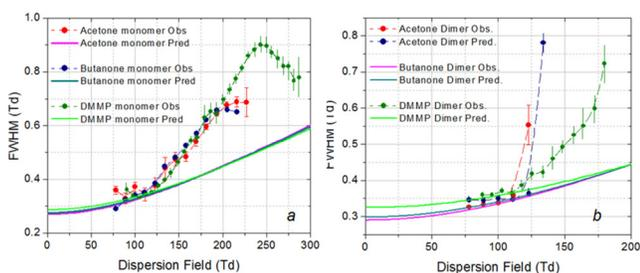 1.0
0.8
0.6
0.4
0.2
FWHM (Td)
Acetone monomer Obs
Acetone monomer Pred
Butanone monomer Obs
Butanone monomer Pred
DMMP monomer Obs
DMMP monomer Pred
a
0 50 100 150 200 250 300
Dispersion Field (Td)
0.8
0.7
0.6
0.5
0.4
0.3
FWHM (Td)
Acetone Dimer Obs.
Acetone Dimer Pred.
Butanone Dimer Obs.
Butanone Dimer Pred.
DMMP Dimer Obs.
DMMP Dimer Pred.
b
0 50 100 150 200
Dispersion Field (Td)